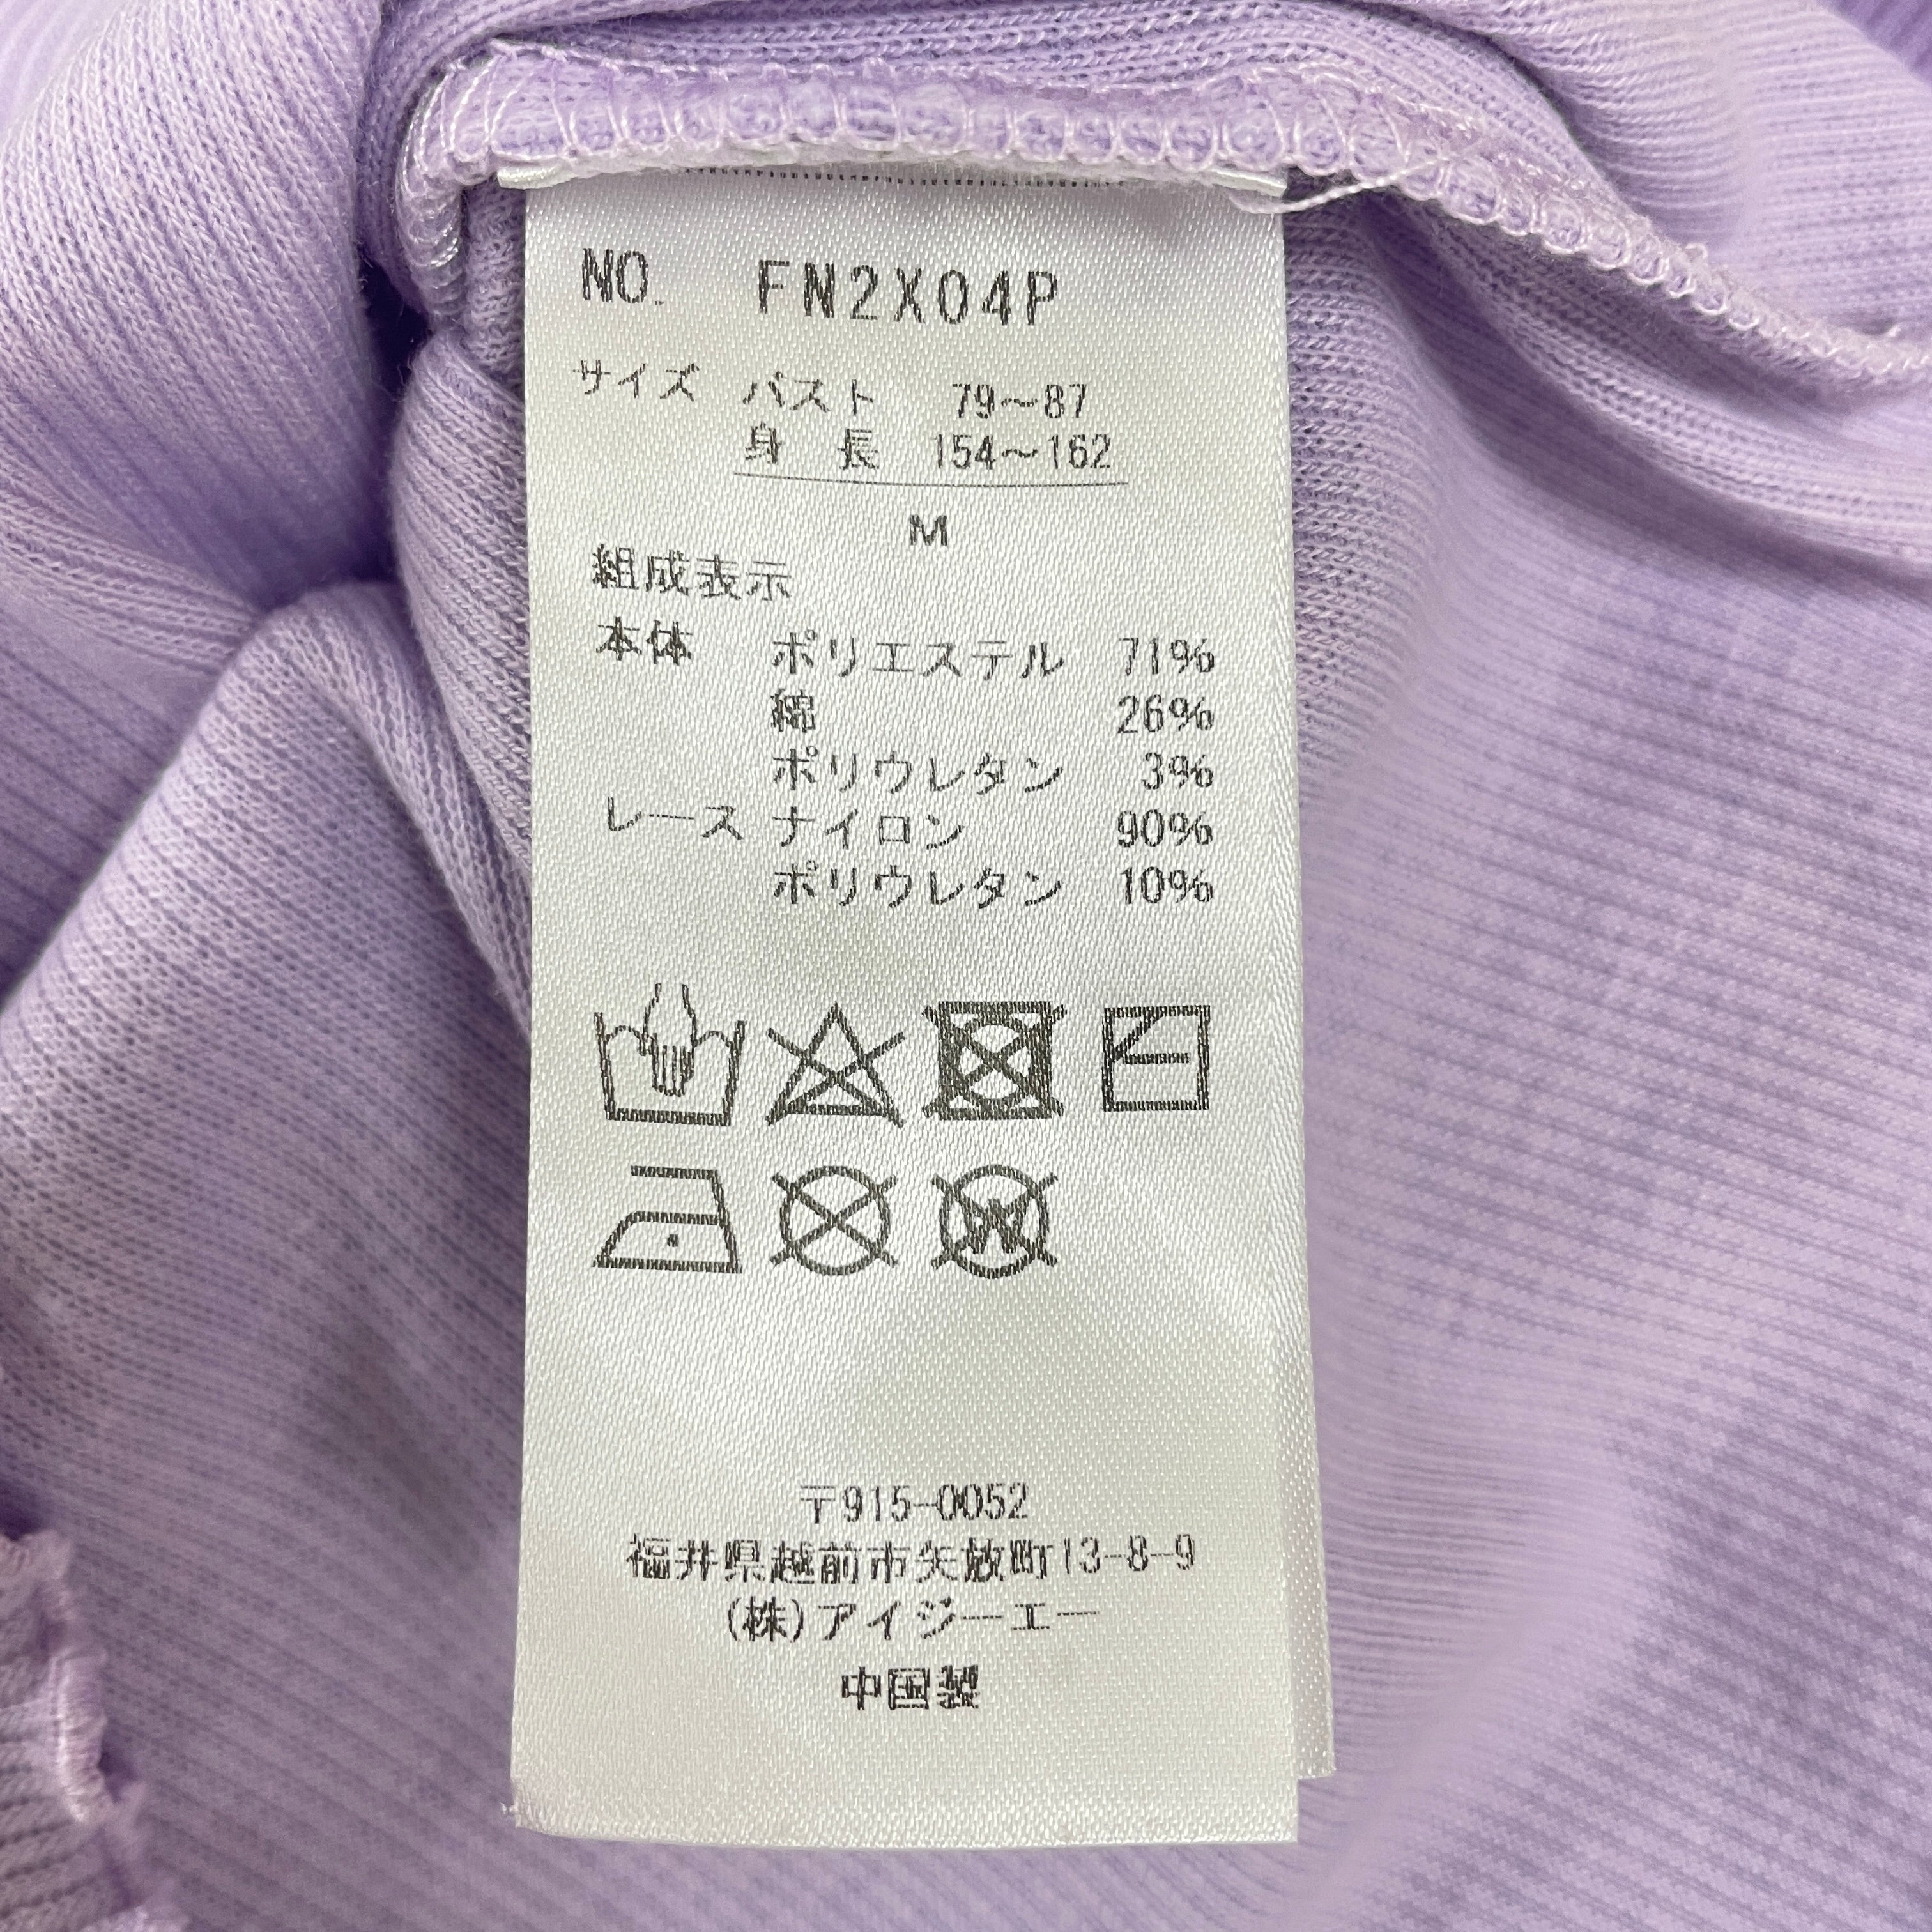 NO. FN2X04P
サイズ バスト 79～87
身 長 154～162
M
組成表示
本体 ポリエステル 71%
綿 26%
ポリウレタン 3%
レース ナイロン 90%
ポリウレタン 10%
W
〒915-0052
福井県越前市矢放町13-8-9
(株)アイジーエー
中国製